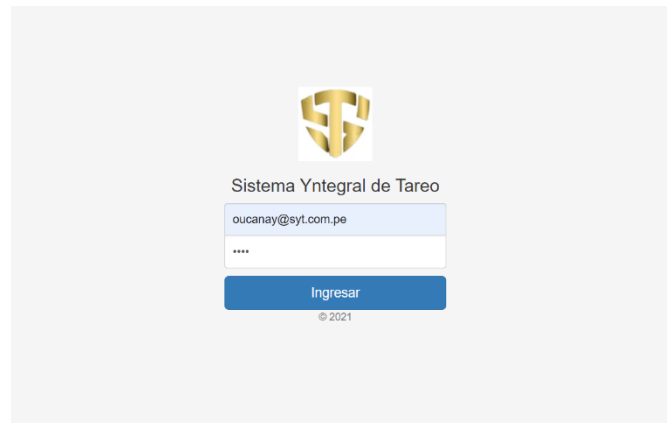 Sistema Yntegral de Tareo
oucanay@syt.com.pe
••••
Ingresar
© 2021